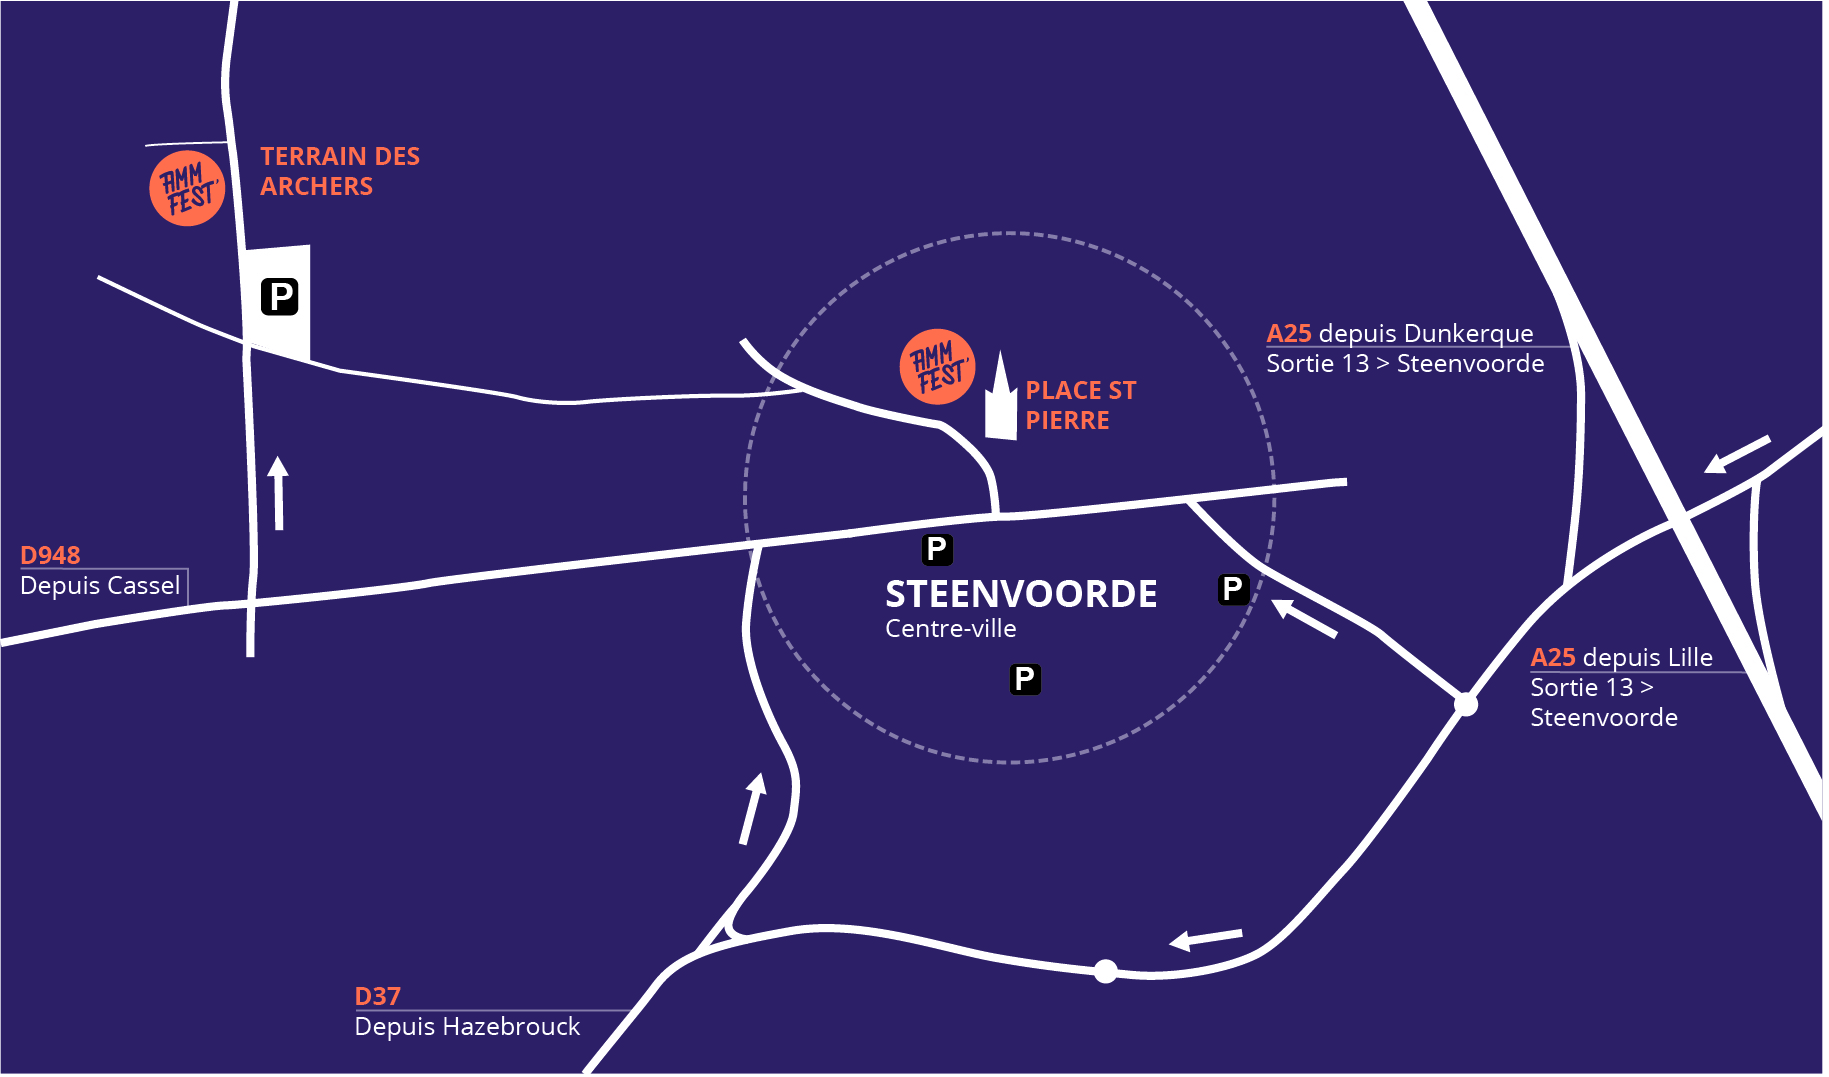 TERRAIN DES
ARCHERS
AMM
FEST'
P
A25 depuis Dunkerque
Sortie 13 > Steenvoorde
AMM
FEST'
PLACE ST
PIERRE
D948
Depuis Cassel
P
STEENVOORDE
Centre-ville
P
P
A25 depuis Lille
Sortie 13 >
Steenvoorde
D37
Depuis Hazebrouck